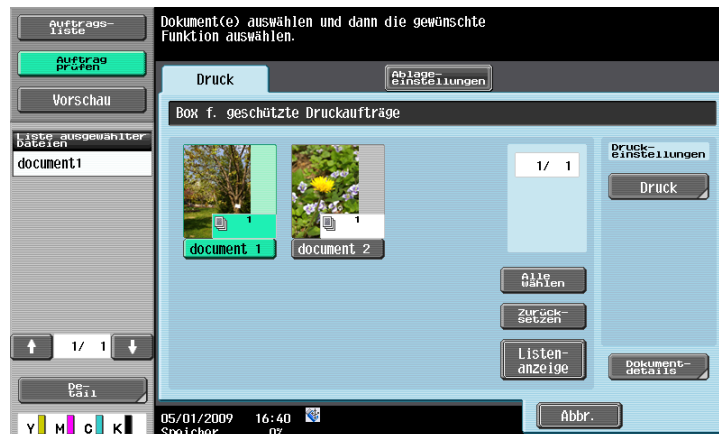 Auftrags-
liste
Auftrag
prüfen
Vorschau
Liste ausgewählter
Dateien
document1
1/ 1
De-
tail
Y M C K
Dokument(e) auswählen und dann die gewünschte
Funktion auswählen.
Druck
Ablage-
einstellungen
Box f. geschützte Druckaufträge
1
document 1
1
document 2
1/ 1
Alle
wählen
Zurück-
setzen
Listen-
anzeige
Druck-
einstellungen
Druck
Dokument-
details
Abbr.
05/01/2009 16:40
Speicher 0%